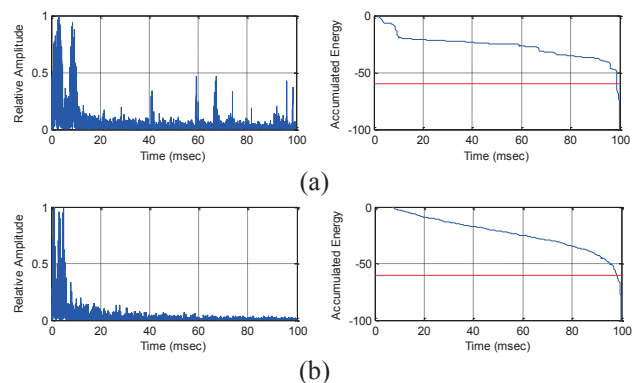 Relative Amplitude
1
0.5
0
0 20 40 60 80 100
Time (msec)
Accumulated Energy
0
-50
-100
20 40 60 80 100
Time (msec)
(a)
Relative Amplitude
1
0.5
0
0 20 40 60 80 100
Time (msec)
Accumulated Energy
0
-50
-100
20 40 60 80 100
Time (msec)
(b)